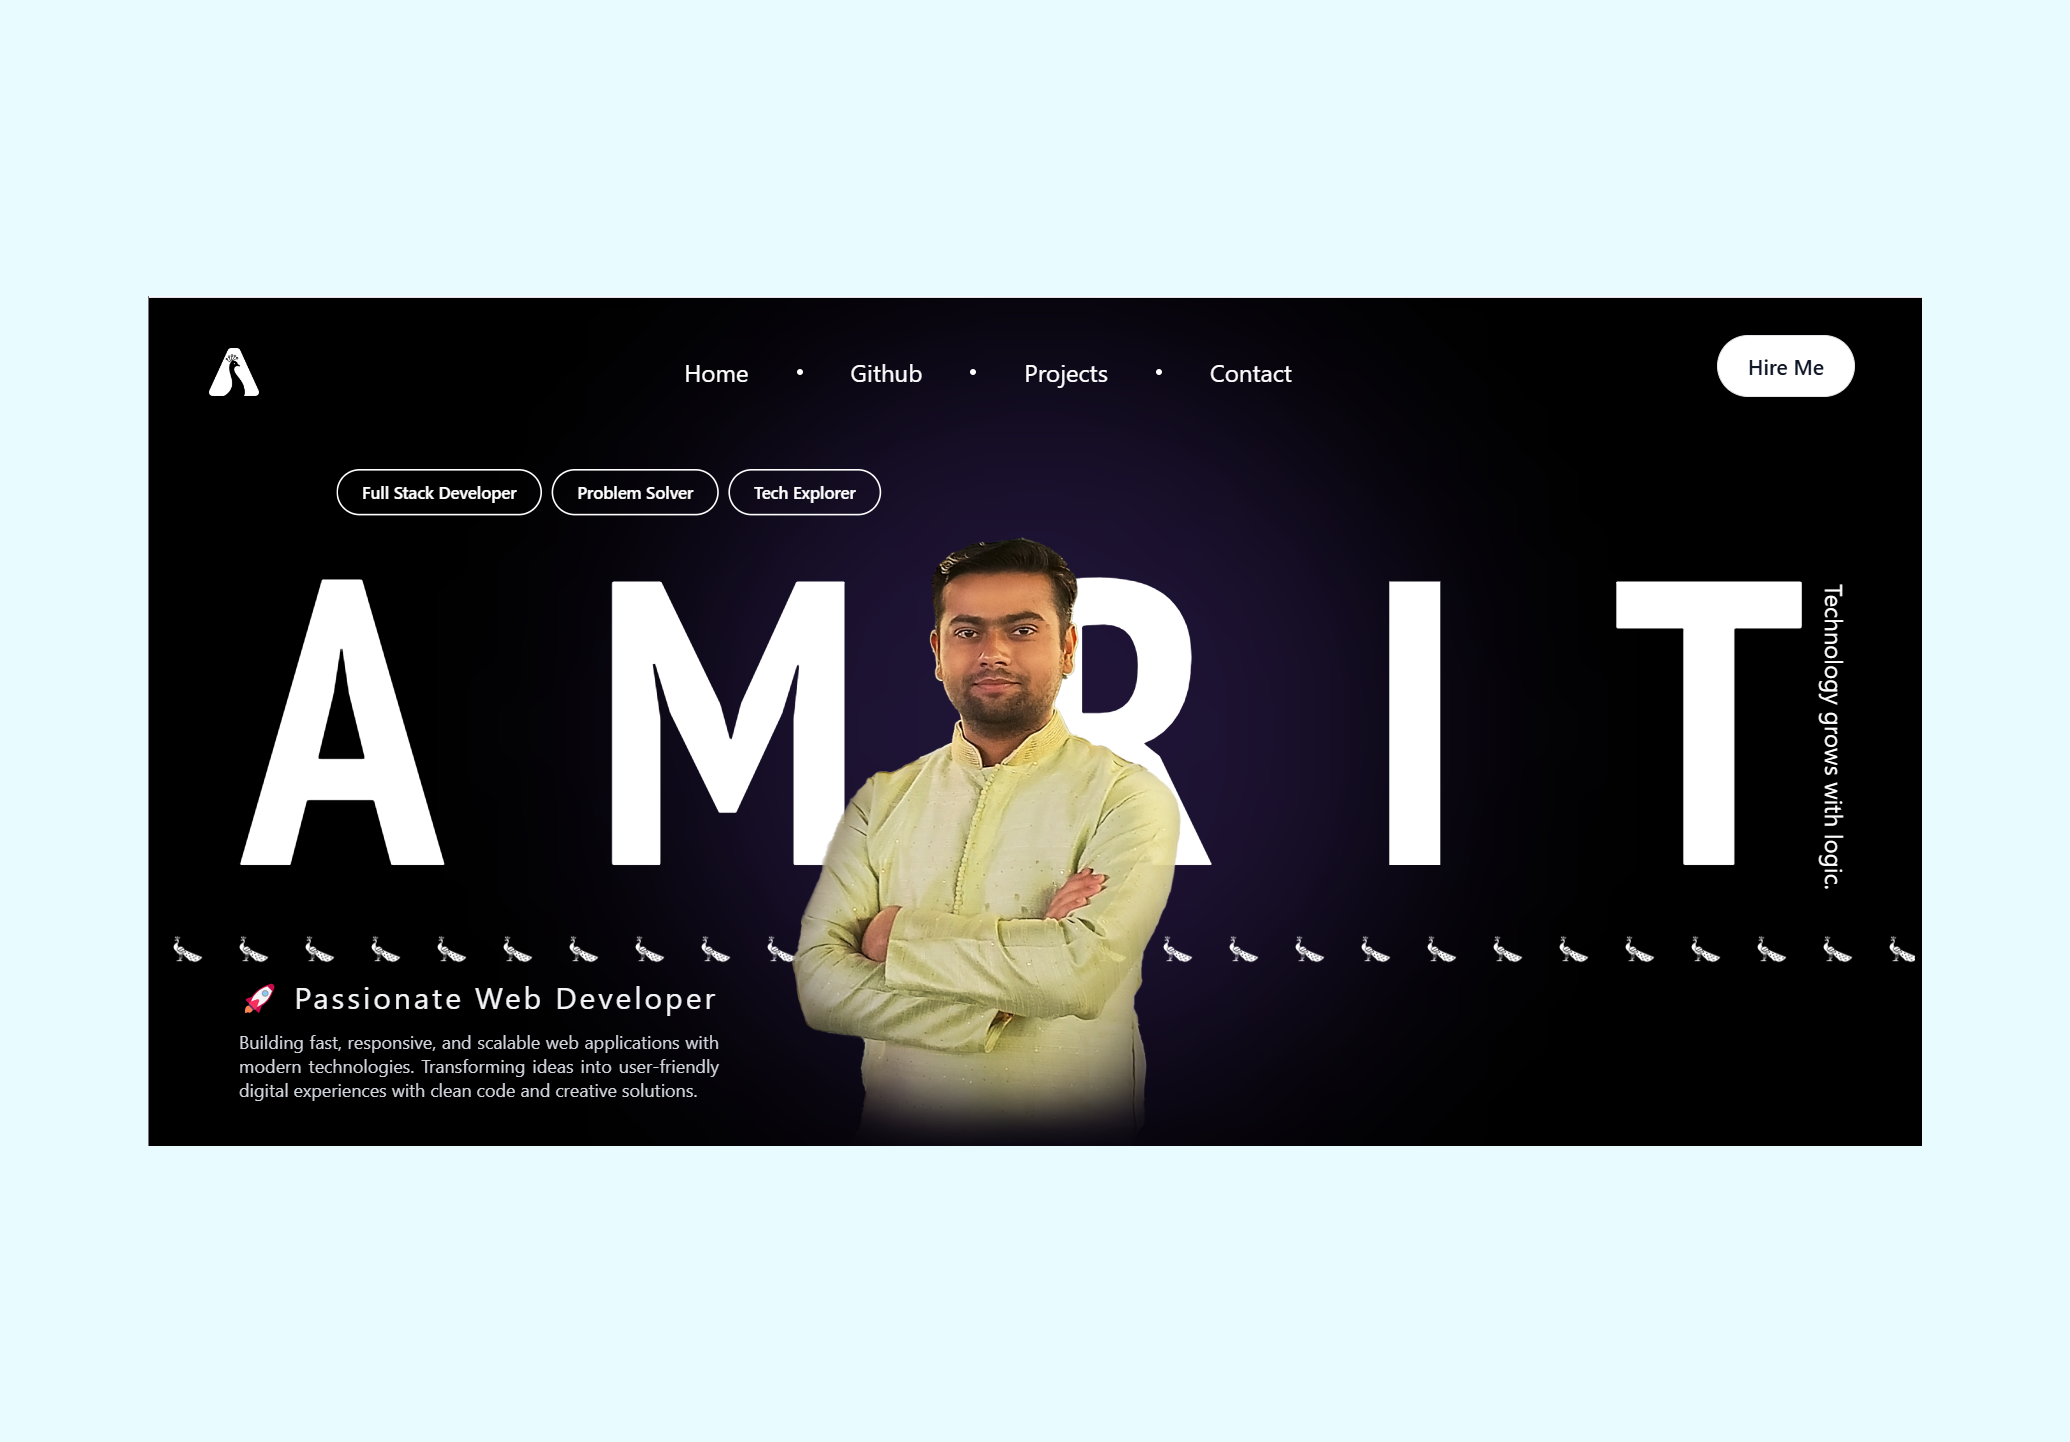 Home • Github • Projects • Contact
Hire Me
Full Stack Developer
Problem Solver
Tech Explorer
AMRIT
Technology grows with logic.
🚀 Passionate Web Developer
Building fast, responsive, and scalable web applications with
modern technologies. Transforming ideas into user-friendly
digital experiences with clean code and creative solutions.